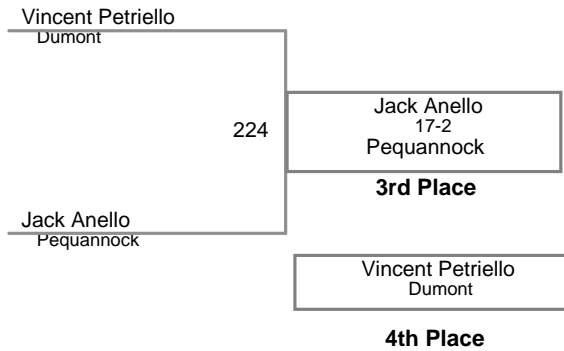 Vincent Petriello
Dumont
224
Jack Anello
17-2
Pequannock
3rd Place
Jack Anello
Pequannock
Vincent Petriello
Dumont
4th Place